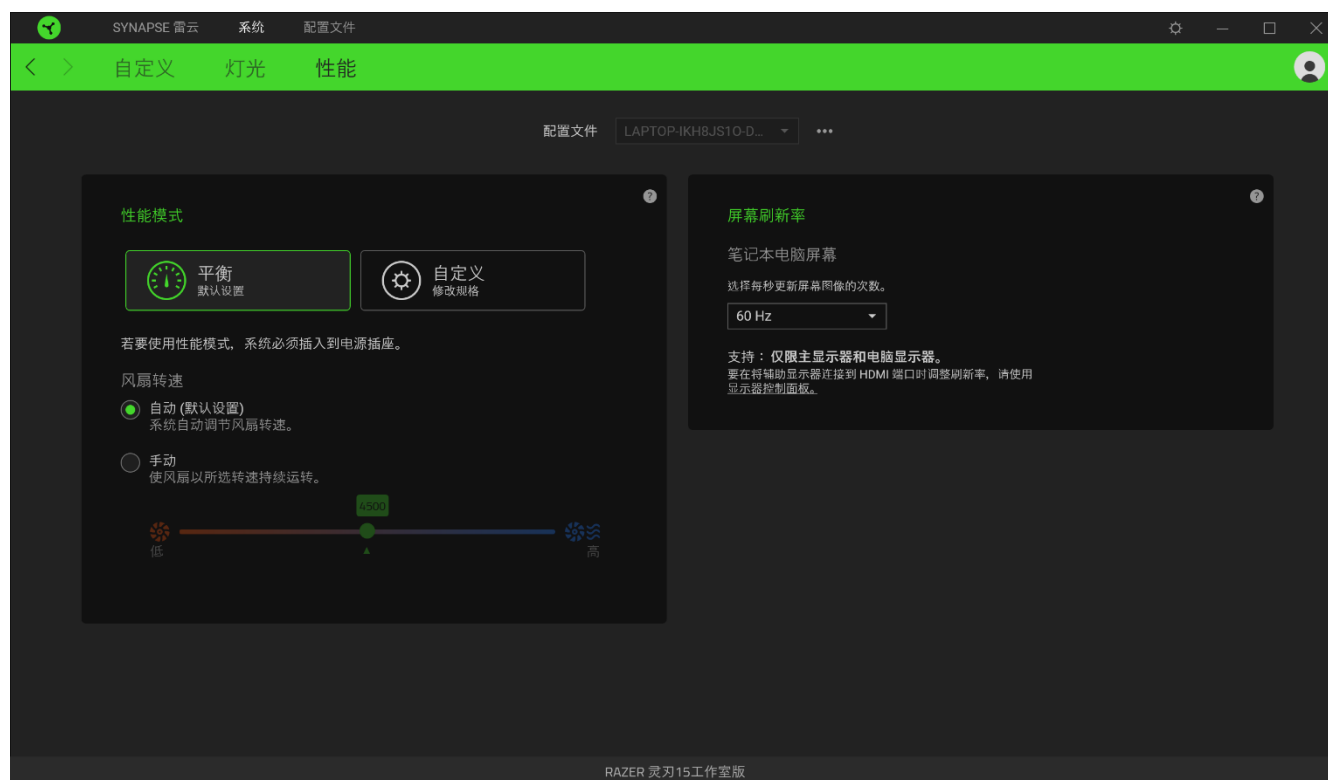 SYNAPSE 雷云 系统 配置文件
自定义 灯光 性能
配置文件 LAPTOP-IKH8JS1O-D...
性能模式
平衡
默认设置
自定义
修改规格
若要使用性能模式，系统必须插入到电源插座。
风扇转速
自动 (默认设置)
系统自动调节风扇转速。
手动
使风扇以所选转速持续运转。
4500
低
高
屏幕刷新率
笔记本电脑屏幕
选择每秒更新屏幕图像的次数。
60 Hz
支持： 仅限主显示器和电脑显示器。
要在将辅助显示器连接到 HDMI 端口时调整刷新率，请使用
显示器控制面板。
RAZER 灵刃15工作室版